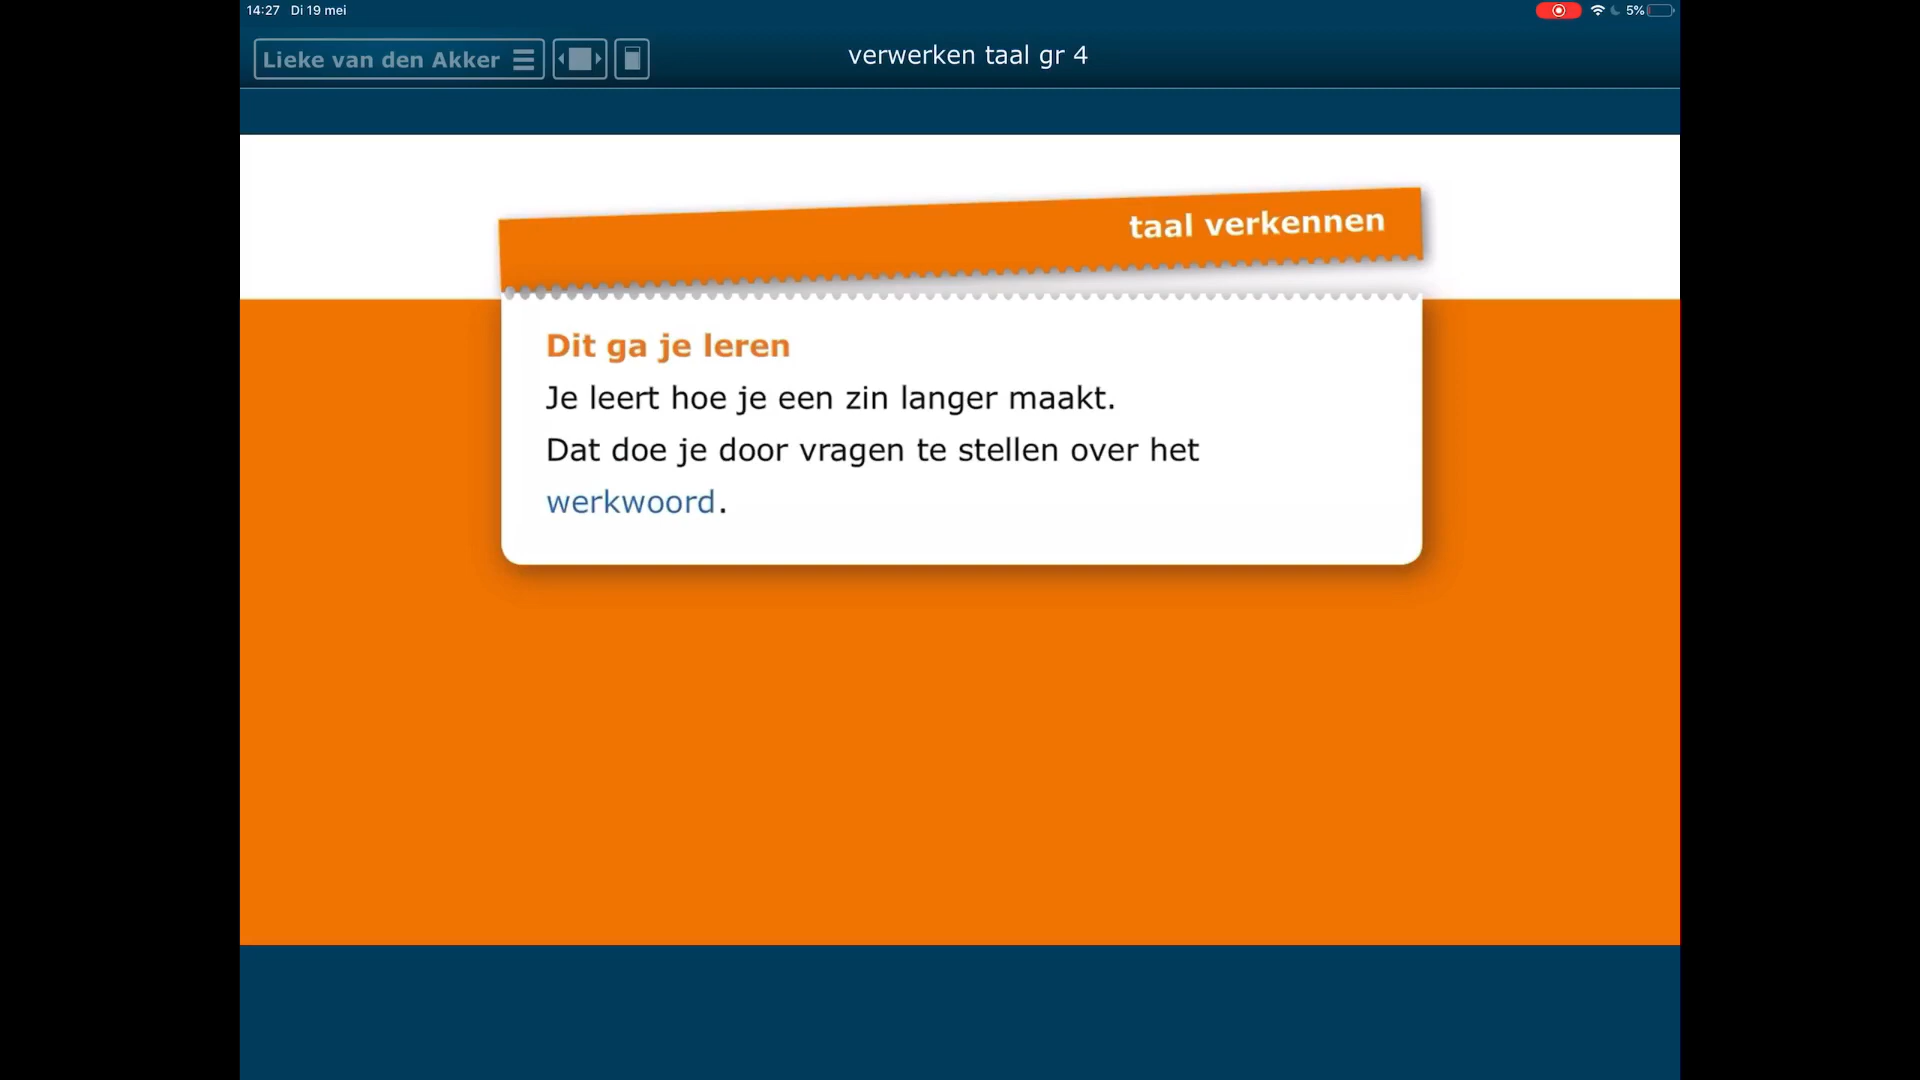 14:27 Di 19 mei 5%
Lieke van den Akker
verwerken taal gr 4
taal verkennen
Dit ga je leren
Je leert hoe je een zin langer maakt.
Dat doe je door vragen te stellen over het
werkwoord.